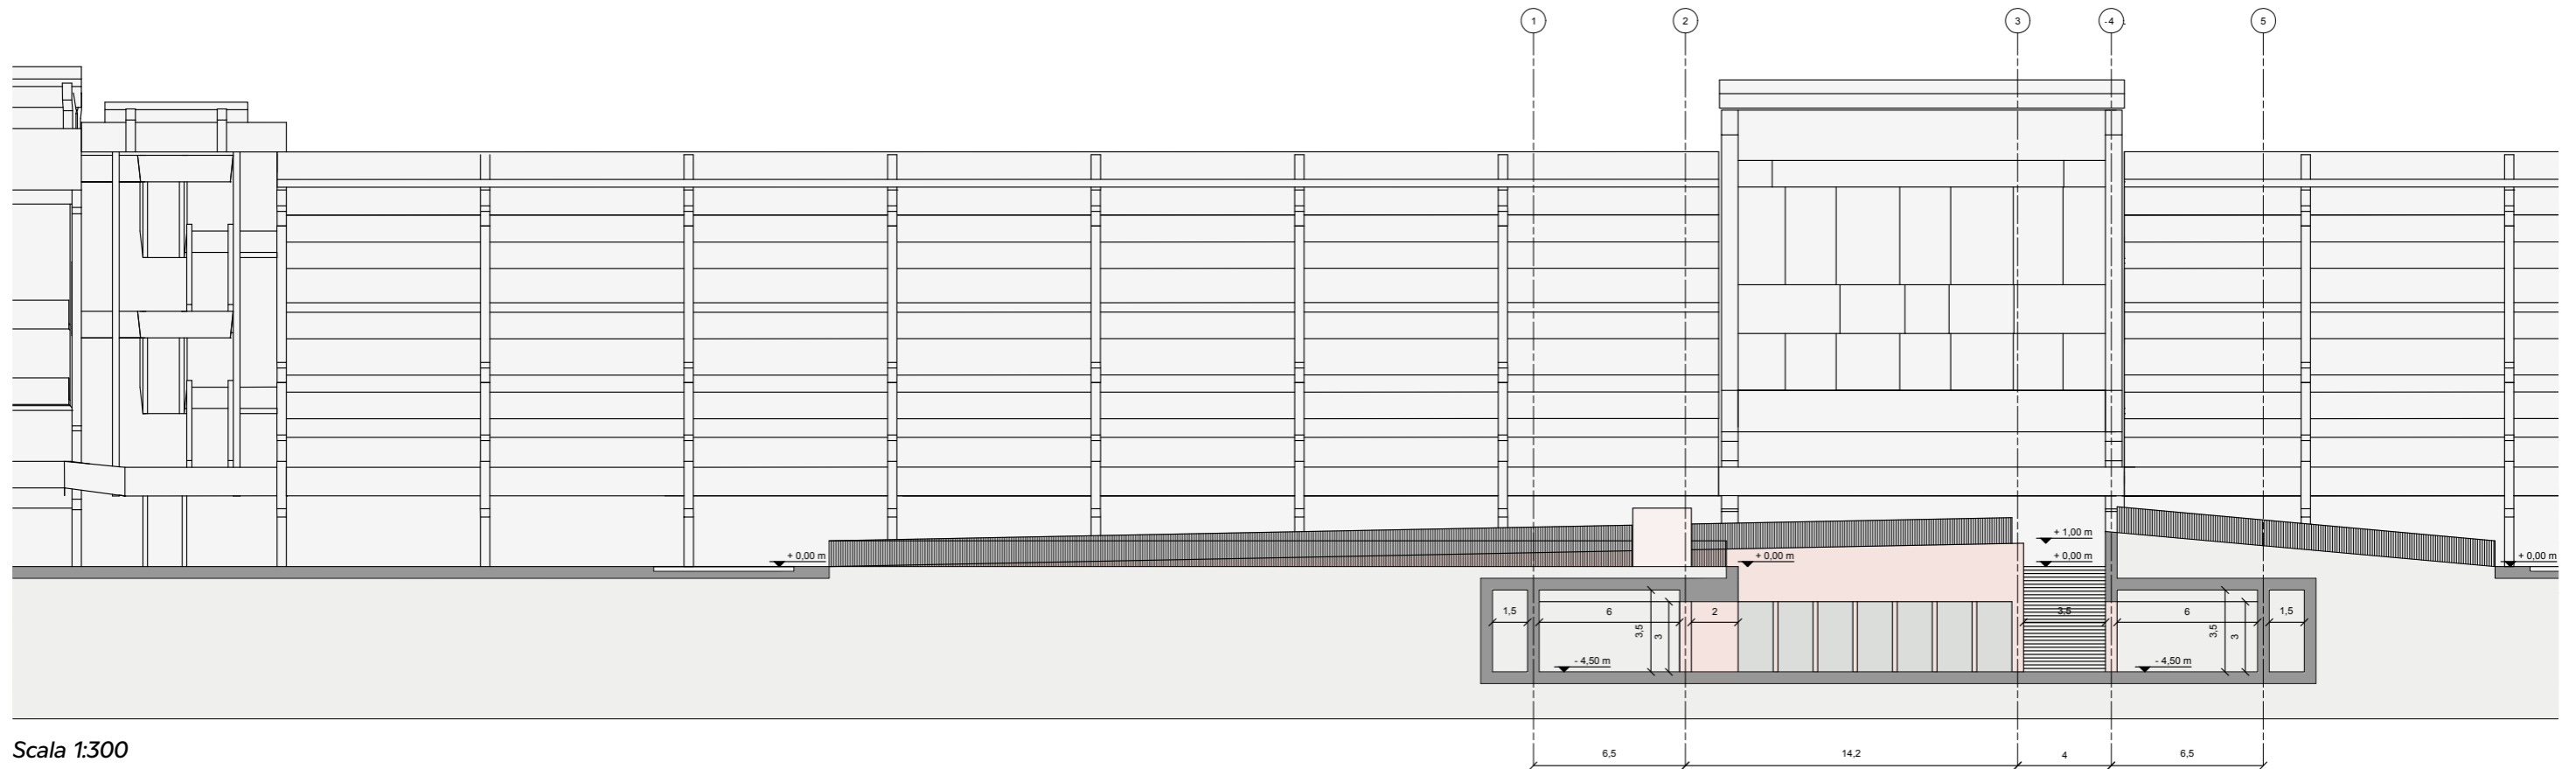 1 2 3 4 5
+ 1,00 m
+ 0,00 m + 0,00 m + 0,00 m + 0,00 m
1,5 6 2 3,5 6 1,5
3,5 3 3,5 3
- 4,50 m - 4,50 m
Scala 1:300
6,5 14,2 4 6,5